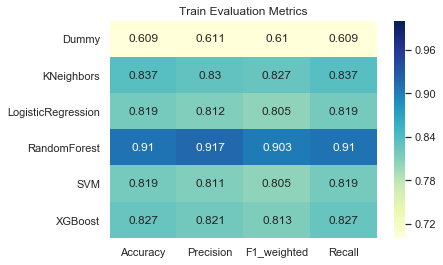 Train Evaluation Metrics
Dummy 0.609 0.611 0.61 0.609
KNeighbors 0.837 0.83 0.827 0.837
LogisticRegression 0.819 0.812 0.805 0.819
RandomForest 0.91 0.917 0.903 0.91
SVM 0.819 0.811 0.805 0.819
XGBoost 0.827 0.821 0.813 0.827
Accuracy Precision F1_weighted Recall
0.96
0.90
0.84
0.78
0.72